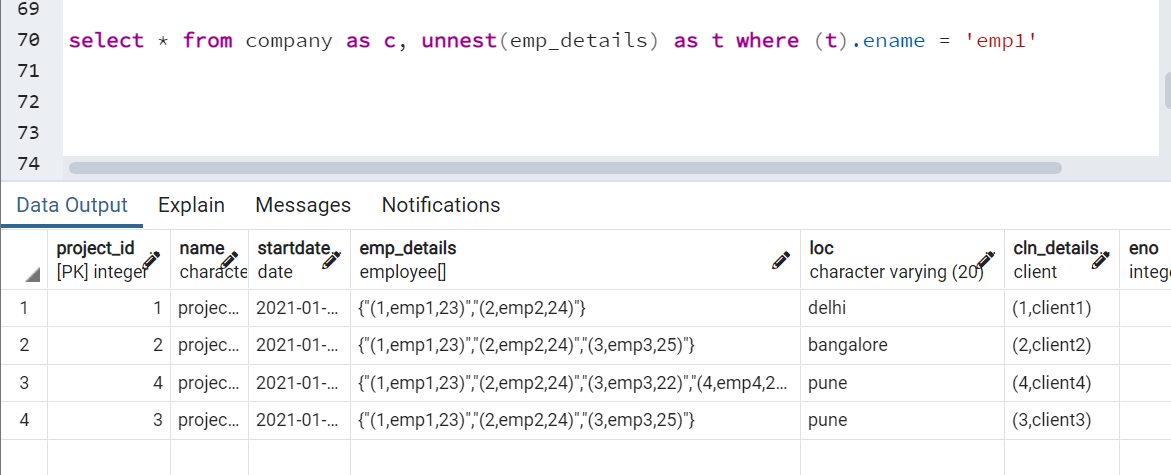 69
70 select * from company as c, unnest(emp_details) as t where (t).ename = 'emp1'
71
72
73
74
Data Output Explain Messages Notifications
project_id name startdate emp_details loc cln_details eno
[PK] integer characte date employee[] character varying (20) client intege
1 1 projec... 2021-01-... {"(1,emp1,23)","(2,emp2,24)"} delhi (1,client1)
2 2 projec... 2021-01-... {"(1,emp1,23)","(2,emp2,24)","(3,emp3,25)"} bangalore (2,client2)
3 4 projec... 2021-01-... {"(1,emp1,23)","(2,emp2,24)","(3,emp3,22)","(4,emp4,2... pune (4,client4)
4 3 projec... 2021-01-... {"(1,emp1,23)","(2,emp2,24)","(3,emp3,25)"} pune (3,client3)